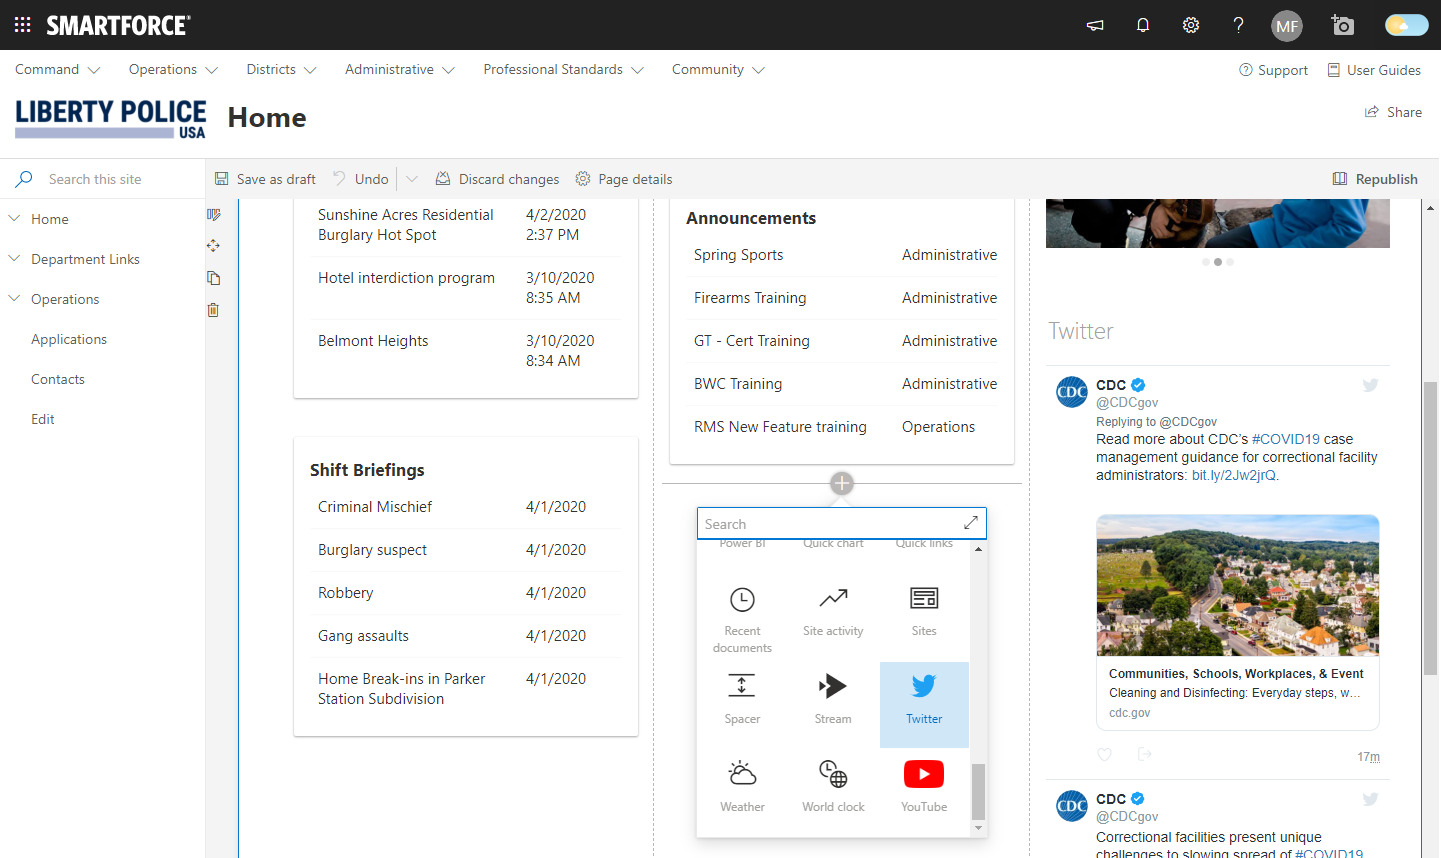 SMARTFORCE®
MF
Command
Operations
Districts
Administrative
Professional Standards
Community
Support
User Guides
LIBERTY POLICE
USA
Home
Share
Search this site
Save as draft
Undo
Discard changes
Page details
Republish
Home
Department Links
Operations
Applications
Contacts
Edit
Sunshine Acres Residential
Burglary Hot Spot
4/2/2020
2:37 PM
Hotel interdiction program
3/10/2020
8:35 AM
Belmont Heights
3/10/2020
8:34 AM
Shift Briefings
Criminal Mischief 4/1/2020
Burglary suspect 4/1/2020
Robbery 4/1/2020
Gang assaults 4/1/2020
Home Break-ins in Parker
Station Subdivision
4/1/2020
Announcements
Spring Sports Administrative
Firearms Training Administrative
GT - Cert Training Administrative
BWC Training Administrative
RMS New Feature training Operations
Search
Power BI
Quick chart
Quick links
Recent
documents
Site activity
Sites
Spacer
Stream
Twitter
Weather
World clock
YouTube
Twitter
CDC
CDC
@CDCgov
Replying to @CDCgov
Read more about CDC's #COVID19 case
management guidance for correctional facility
administrators: bit.ly/2Jw2jrQ.
Communities, Schools, Workplaces, & Event
Cleaning and Disinfecting: Everyday steps, w…
cdc.gov
17m
CDC
CDC
@CDCgov
Correctional facilities present unique
challenges to slowing spread of #COVID19